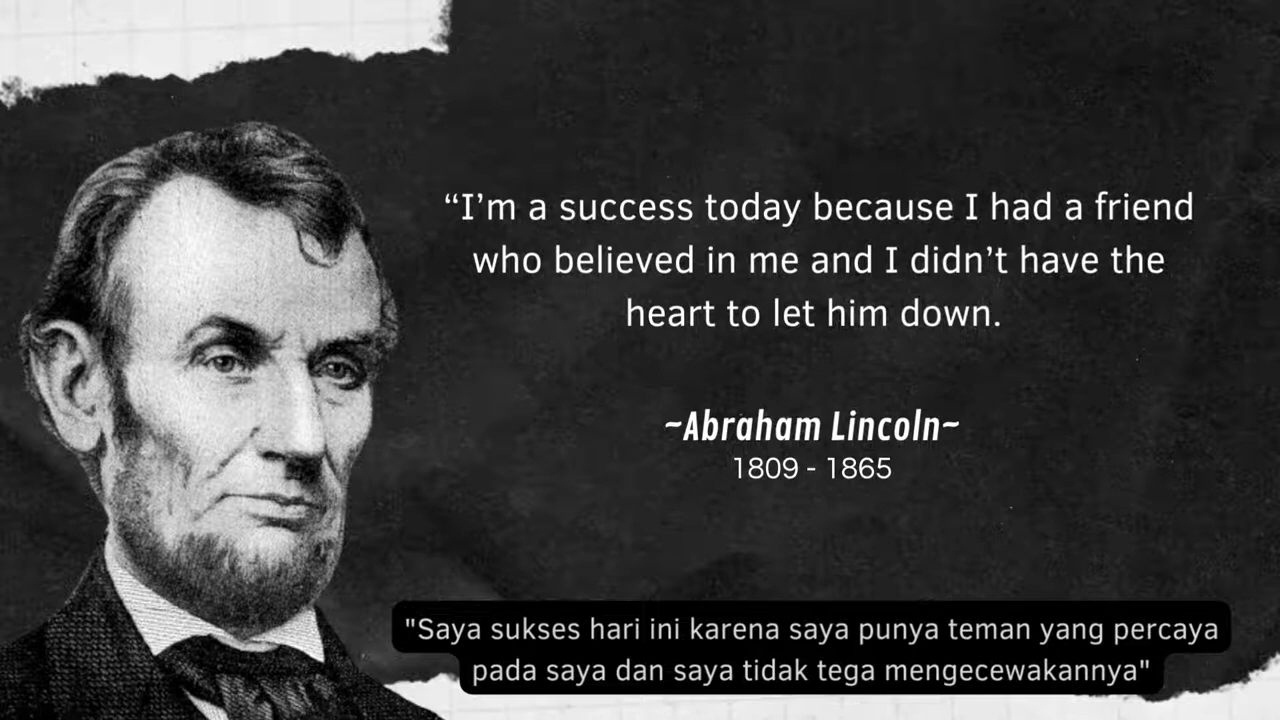 “I’m a success today because I had a friend
who believed in me and I didn’t have the
heart to let him down.
~Abraham Lincoln~
1809 - 1865
"Saya sukses hari ini karena saya punya teman yang percaya
pada saya dan saya tidak tega mengecewakannya"